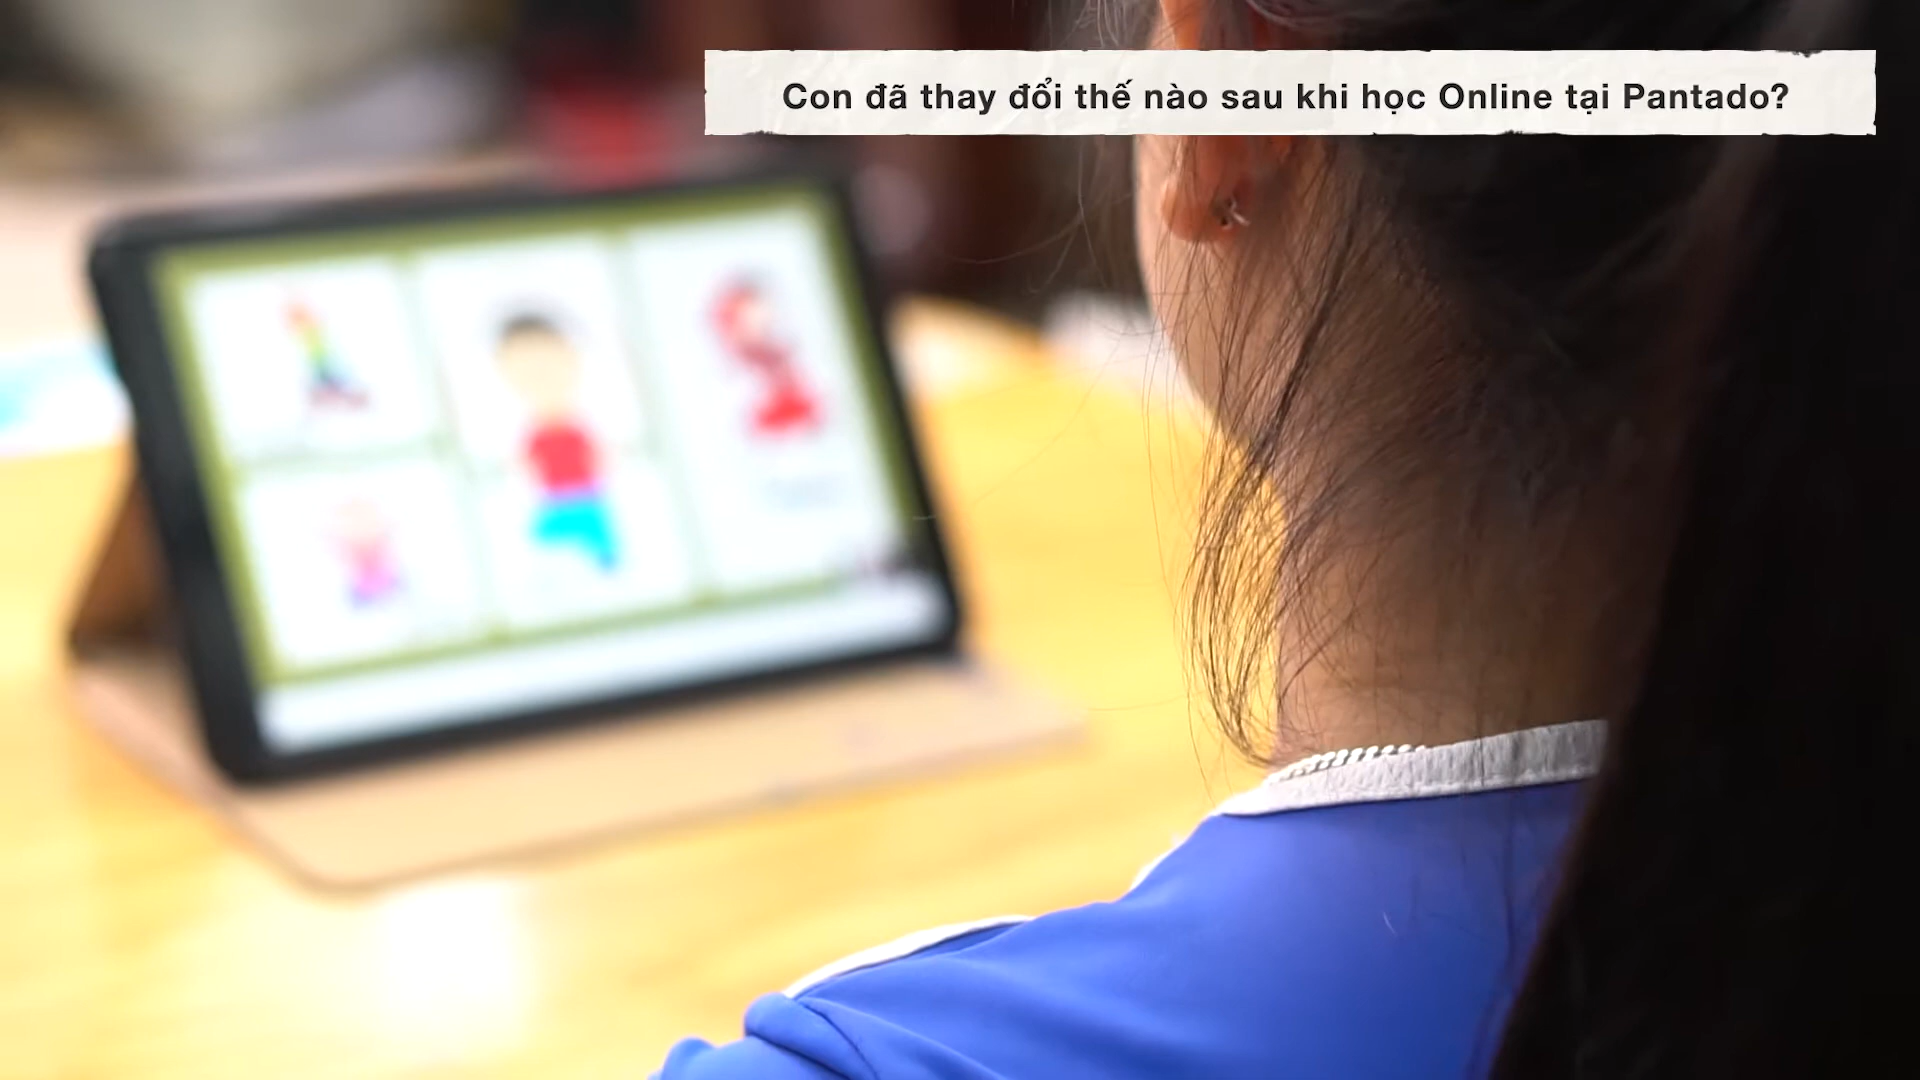 Con đã thay đổi thế nào sau khi học Online tại Pantado?